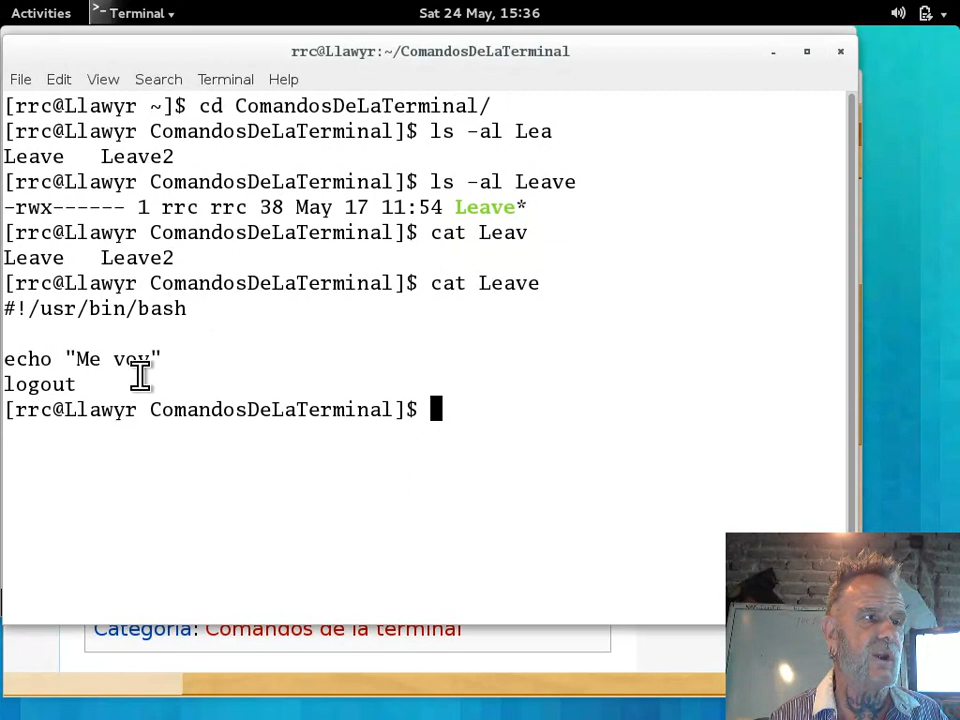 Activities
Terminal
Sat 24 May, 15:36
rrc@Llawyr:~/ComandosDeLaTerminal
File Edit View Search Terminal Help
[rrc@Llawyr ~]$ cd ComandosDeLaTerminal/
[rrc@Llawyr ComandosDeLaTerminal]$ ls -al Lea
Leave Leave2
[rrc@Llawyr ComandosDeLaTerminal]$ ls -al Leave
-rwx------ 1 rrc rrc 38 May 17 11:54 Leave*
[rrc@Llawyr ComandosDeLaTerminal]$ cat Leav
Leave Leave2
[rrc@Llawyr ComandosDeLaTerminal]$ cat Leave
#!/usr/bin/bash
echo "Me voy"
logout
[rrc@Llawyr ComandosDeLaTerminal]$
Categoría: Comandos de la terminal